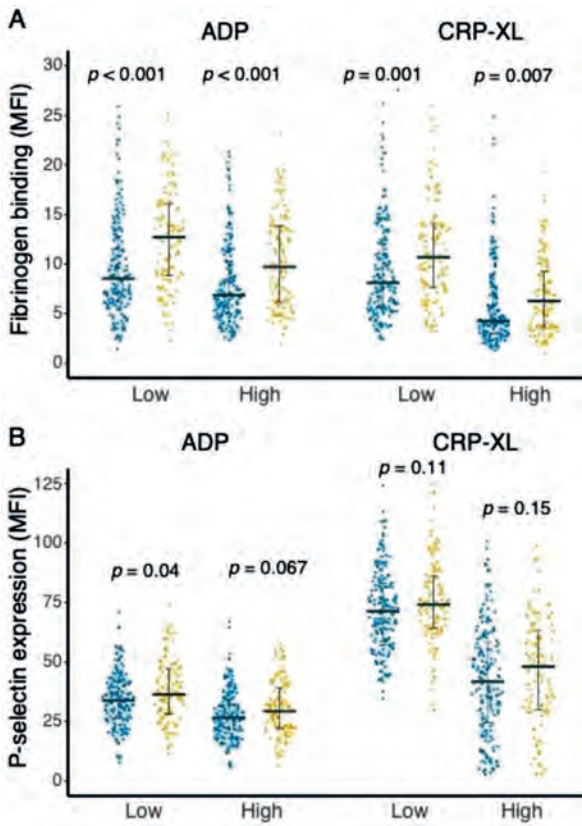 A
ADP CRP-XL
p < 0.001 p < 0.001 p = 0.001 p = 0.007
Fibrinogen binding (MFI)
30
25
20
15
10
5
0
Low High Low High
B
ADP CRP-XL
p = 0.04 p = 0.067 p = 0.11 p = 0.15
P-selectin expression (MFI)
125
100
75
50
25
0
Low High Low High